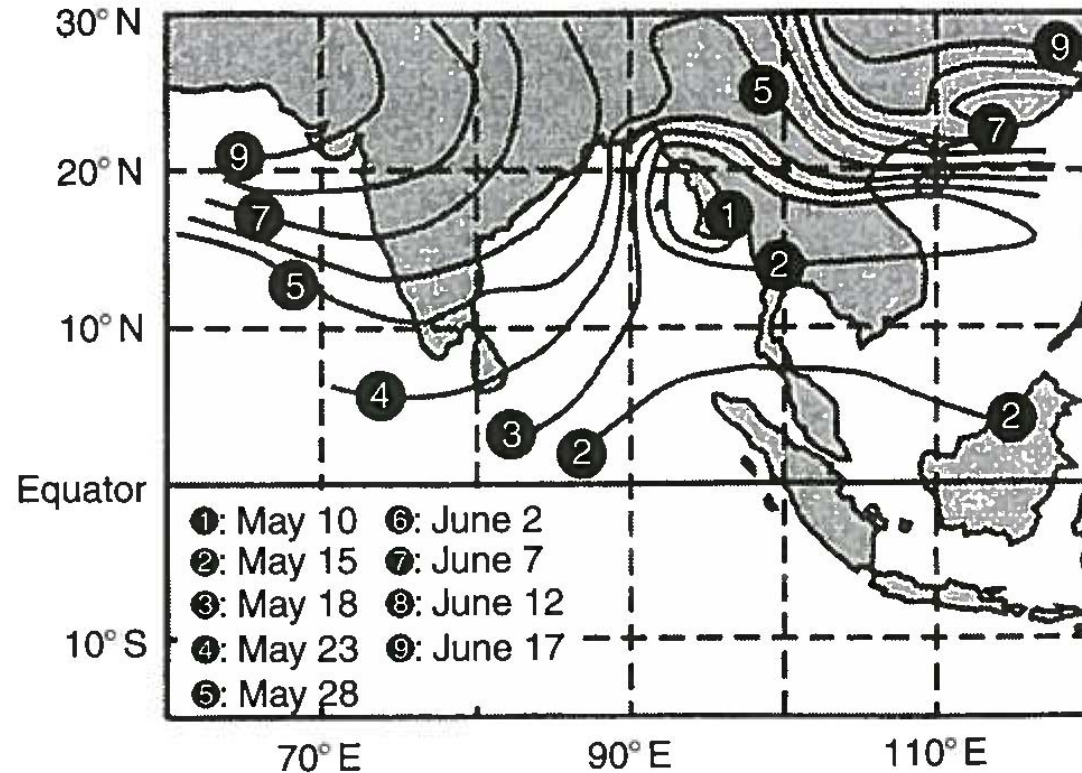 30° N
9
5
7
9
20° N
7
1
2
5
10° N
4
2
3
2
Equator
❶: May 10 ❻: June 2
❷: May 15 ❼: June 7
❸: May 18 ❽: June 12
❹: May 23 ❾: June 17
❺: May 28
10° S
70° E 90° E 110° E